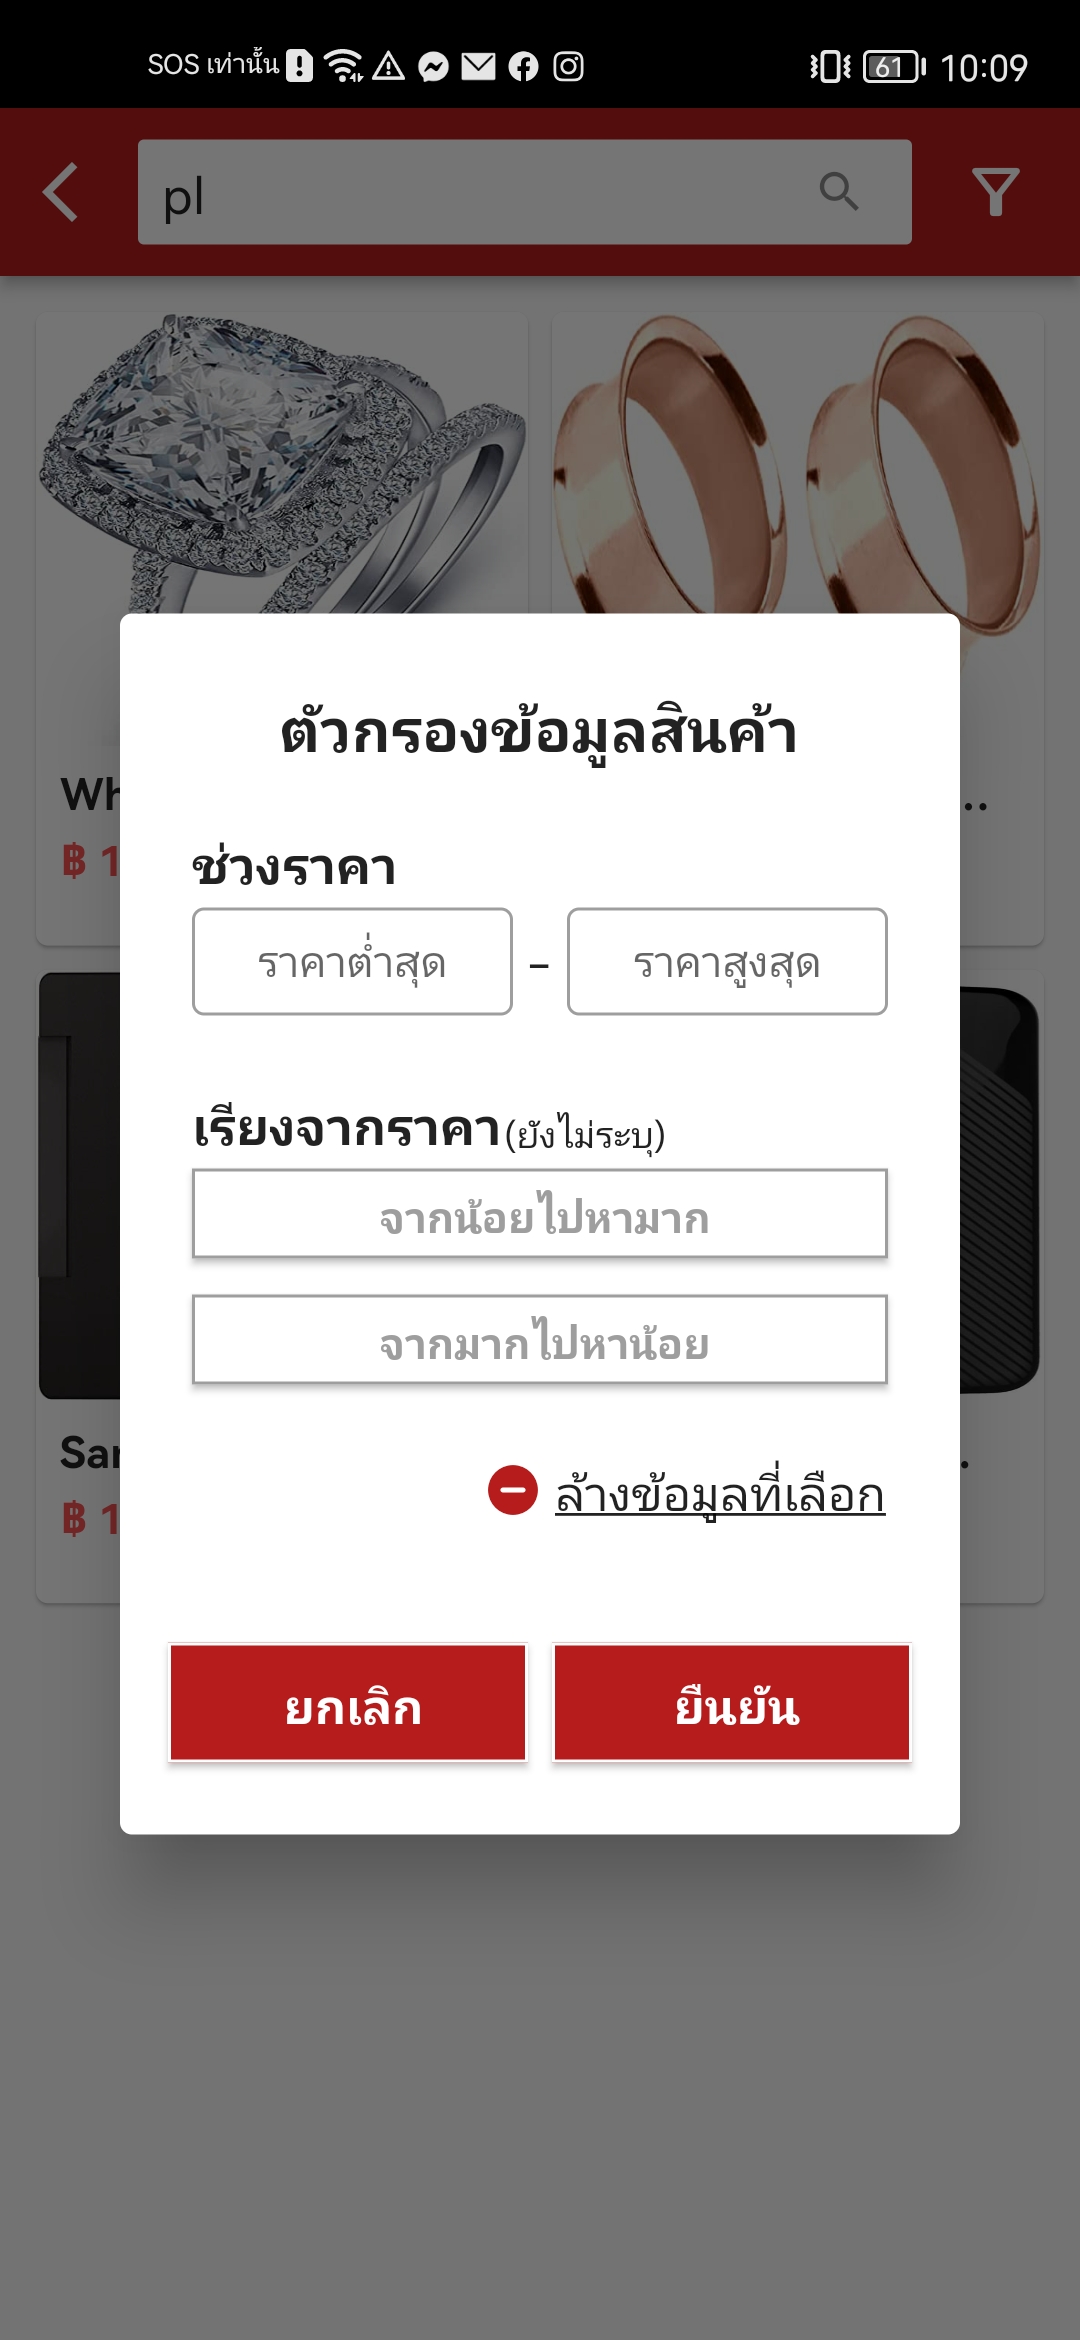 SOS เท่านั้น 61 10:09
pl
ตัวกรองข้อมูลสินค้า
ช่วงราคา
ราคาต่ำสุด – ราคาสูงสุด
เรียงจากราคา(ยังไม่ระบุ)
จากน้อยไปหามาก
จากมากไปหาน้อย
ล้างข้อมูลที่เลือก
ยกเลิก ยืนยัน